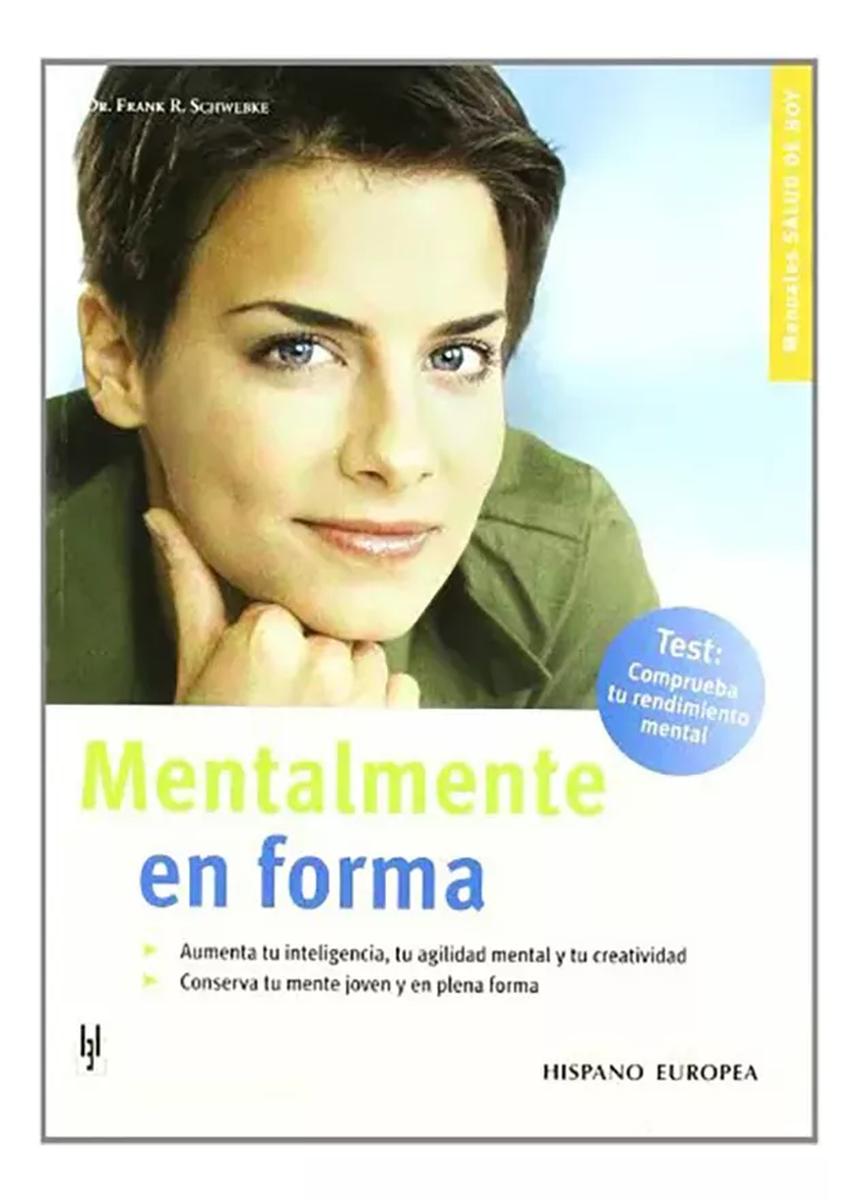 Dr. Frank R. Schwebke
Manuales SALUD DE HOY
Test:
Comprueba
tu rendimiento
mental
Mentalmente
en forma
Aumenta tu inteligencia, tu agilidad mental y tu creatividad
Conserva tu mente joven y en plena forma
HISPANO EUROPEA